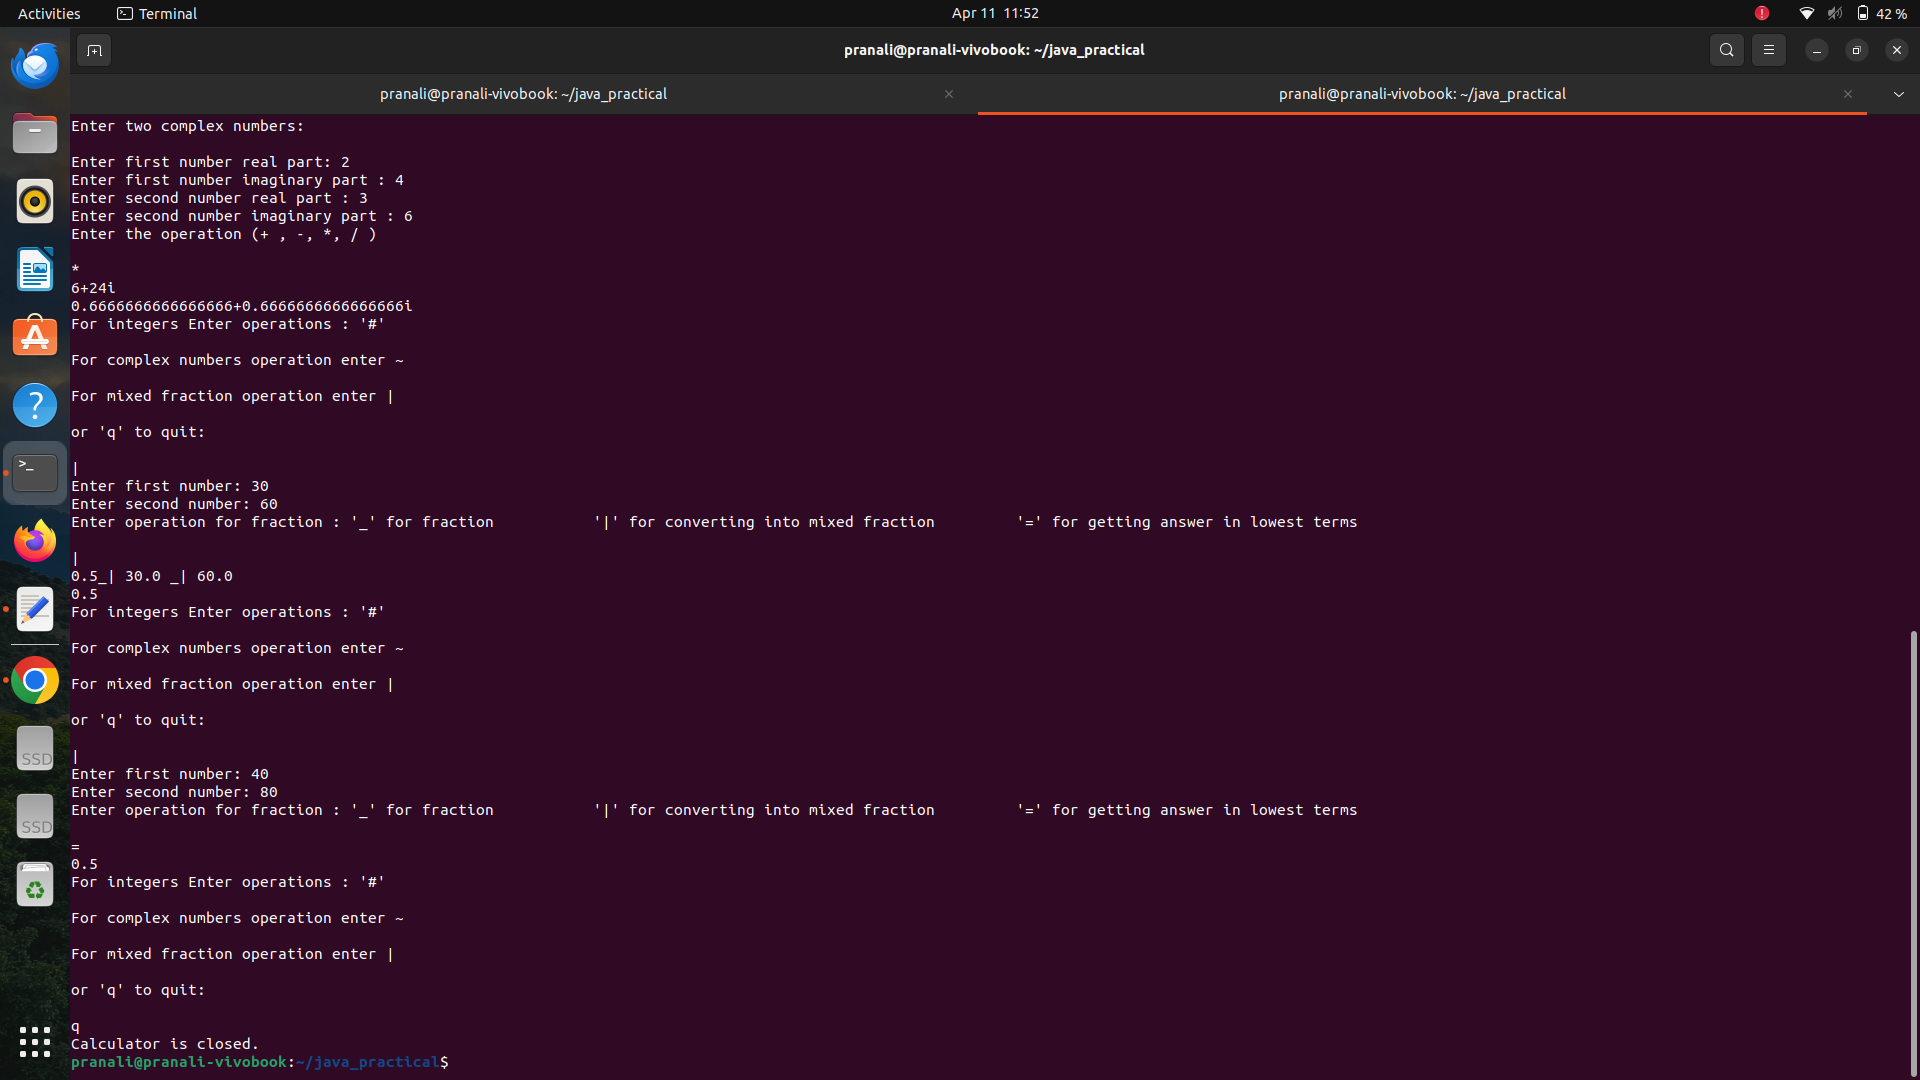 Activities
Terminal
Apr 11 11:52
42 %
pranali@pranali-vivobook: ~/java_practical
pranali@pranali-vivobook: ~/java_practical
pranali@pranali-vivobook: ~/java_practical
Enter two complex numbers:
Enter first number real part: 2
Enter first number imaginary part : 4
Enter second number real part : 3
Enter second number imaginary part : 6
Enter the operation (+ , -, *, / )
*
6+24i
0.6666666666666666+0.6666666666666666i
For integers Enter operations : '#'
For complex numbers operation enter ~
For mixed fraction operation enter |
or 'q' to quit:
|
Enter first number: 30
Enter second number: 60
Enter operation for fraction : '_' for fraction           '|' for converting into mixed fraction         '=' for getting answer in lowest terms
|
0.5_| 30.0 _| 60.0
0.5
For integers Enter operations : '#'
For complex numbers operation enter ~
For mixed fraction operation enter |
or 'q' to quit:
|
Enter first number: 40
Enter second number: 80
Enter operation for fraction : '_' for fraction           '|' for converting into mixed fraction         '=' for getting answer in lowest terms
=
0.5
For integers Enter operations : '#'
For complex numbers operation enter ~
For mixed fraction operation enter |
or 'q' to quit:
q
Calculator is closed.
pranali@pranali-vivobook:~/java_practical$
SSD
SSD